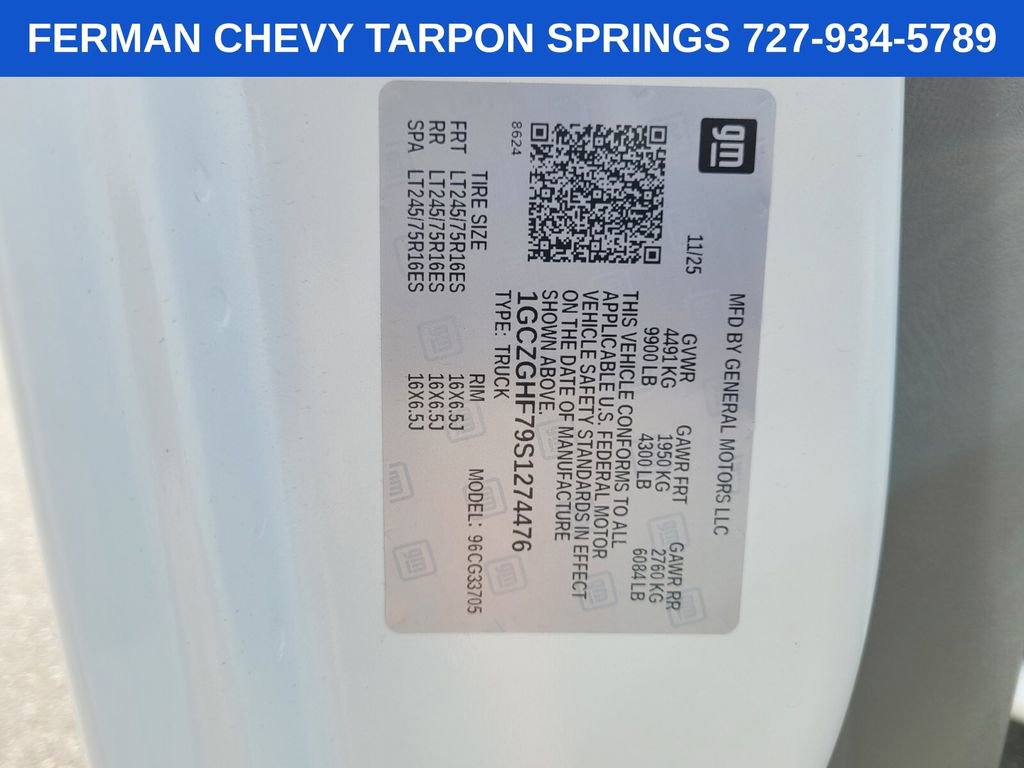 FERMAN CHEVY TARPON SPRINGS 727-934-5789
gm
MFD BY GENERAL MOTORS LLC
11/25
GVWR GAWR FRT GAWR RR
4491 KG 1950 KG 2760 KG
9900 LB 4300 LB 6084 LB
THIS VEHICLE CONFORMS TO ALL
APPLICABLE U.S. FEDERAL MOTOR
VEHICLE SAFETY STANDARDS IN EFFECT
ON THE DATE OF MANUFACTURE
SHOWN ABOVE.
8624
1GCZGHF79S1274476
TYPE: TRUCK
MODEL: 96CG33705
TIRE SIZE RIM
FRT LT245/75R16ES 16X6.5J
RR LT245/75R16ES 16X6.5J
SPA LT245/75R16ES 16X6.5J